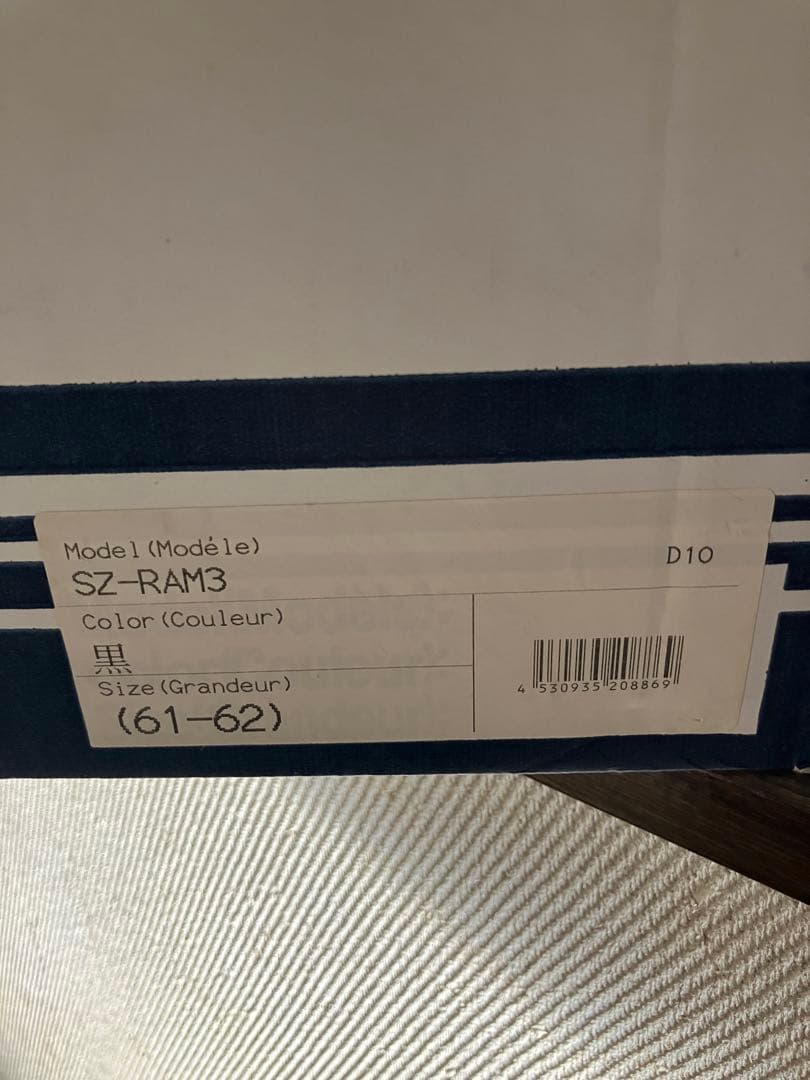 Model(Modéle)
SZ-RAM3
D10
Color(Couleur)
黒
Size(Grandeur)
(61-62)
4 530935 208869